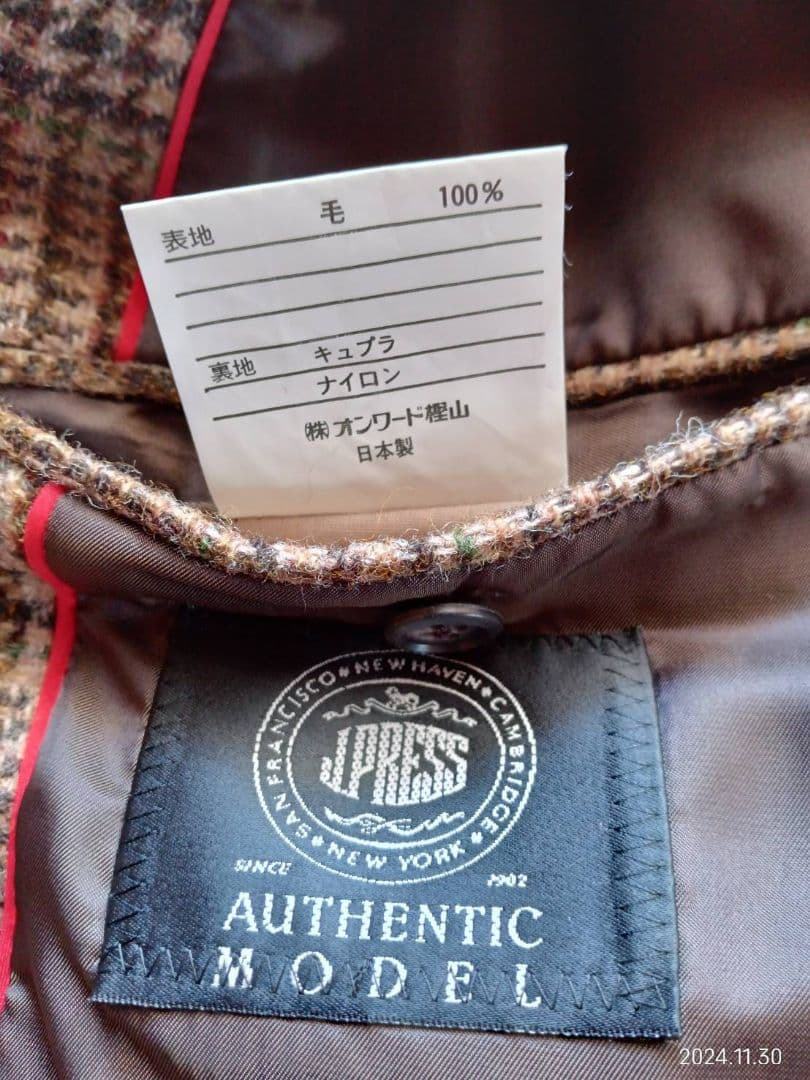 表地 毛 100%
裏地 キュプラ
ナイロン
(株)オンワード樫山
日本製
SAN FRANCISCO NEW HAVEN CAMBRIDGE
J.PRESS
NEW YORK
SINCE 1902
AUTHENTIC
MODEL
2024.11.30